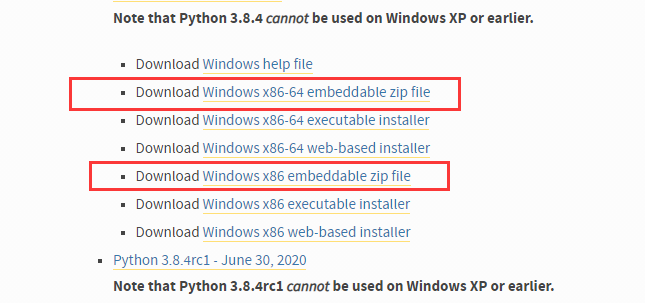 Note that Python 3.8.4 cannot be used on Windows XP or earlier.
Download Windows help file
Download Windows x86-64 embeddable zip file
Download Windows x86-64 executable installer
Download Windows x86-64 web-based installer
Download Windows x86 embeddable zip file
Download Windows x86 executable installer
Download Windows x86 web-based installer
Python 3.8.4rc1 - June 30, 2020
Note that Python 3.8.4rc1 cannot be used on Windows XP or earlier.